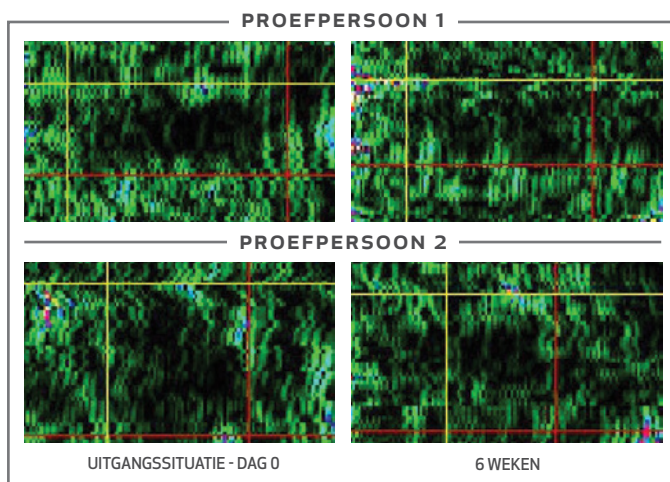 PROEFPERSOON 1
PROEFPERSOON 2
UITGANGSSITUATIE - DAG 0
6 WEKEN